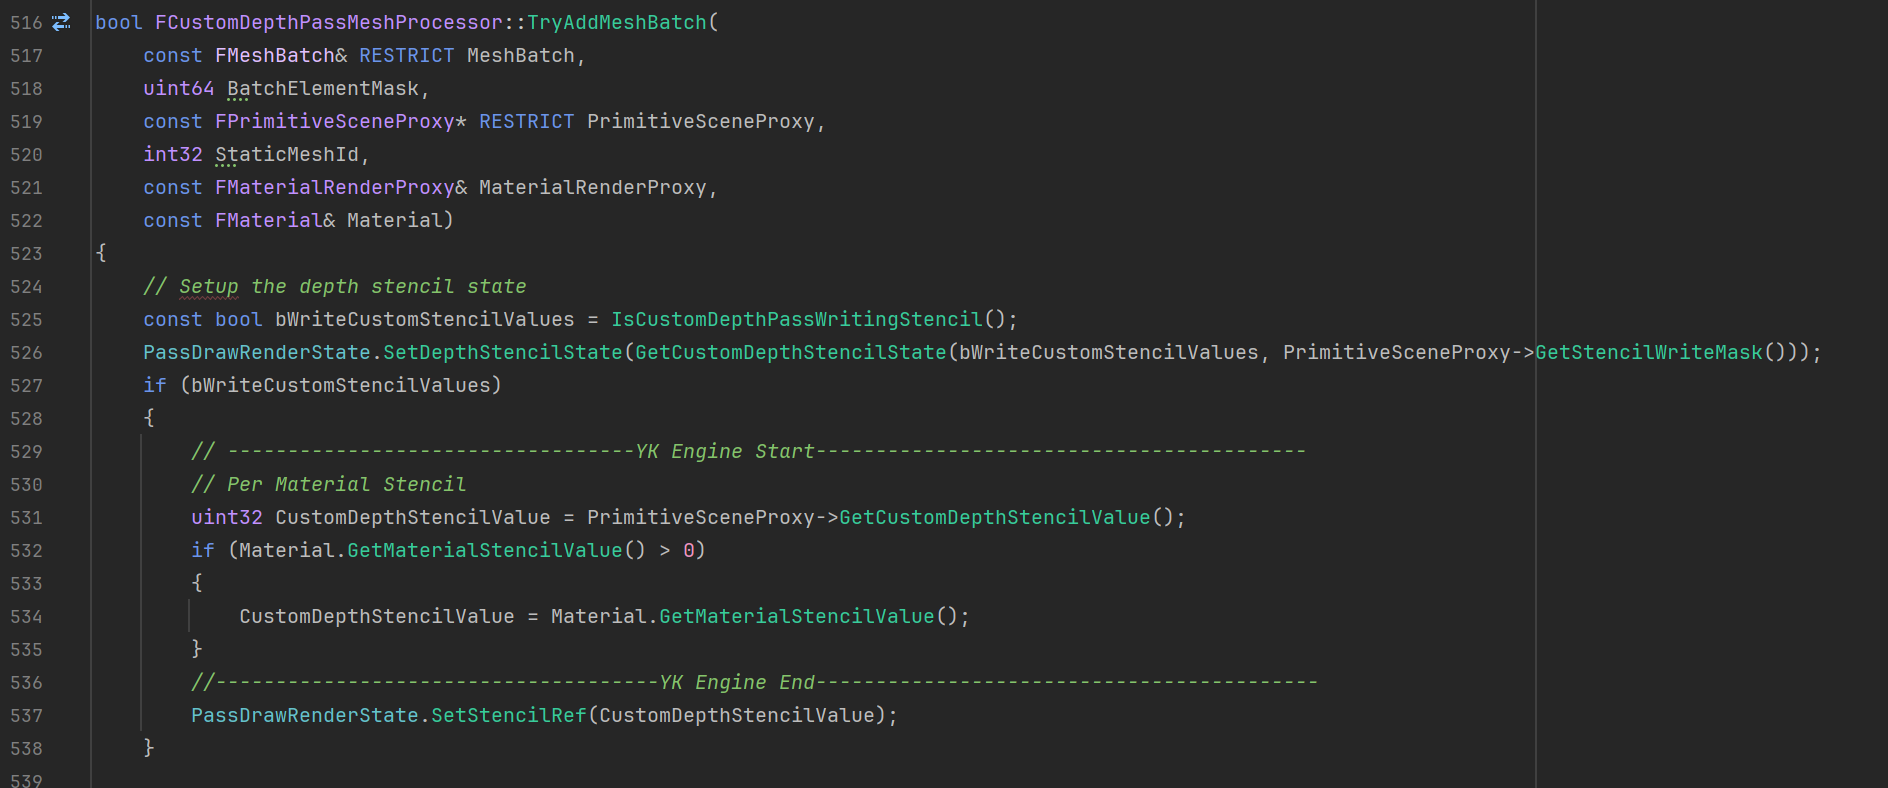 516 bool FCustomDepthPassMeshProcessor::TryAddMeshBatch(
517 const FMeshBatch& RESTRICT MeshBatch,
518 uint64 BatchElementMask,
519 const FPrimitiveSceneProxy* RESTRICT PrimitiveSceneProxy,
520 int32 StaticMeshId,
521 const FMaterialRenderProxy& MaterialRenderProxy,
522 const FMaterial& Material)
523 {
524 // Setup the depth stencil state
525 const bool bWriteCustomStencilValues = IsCustomDepthPassWritingStencil();
526 PassDrawRenderState.SetDepthStencilState(GetCustomDepthStencilState(bWriteCustomStencilValues, PrimitiveSceneProxy->GetStencilWriteMask()));
527 if (bWriteCustomStencilValues)
528 {
529 // ----------------------------------YK Engine Start-----------------------------------------
530 // Per Material Stencil
531 uint32 CustomDepthStencilValue = PrimitiveSceneProxy->GetCustomDepthStencilValue();
532 if (Material.GetMaterialStencilValue() > 0)
533 {
534 CustomDepthStencilValue = Material.GetMaterialStencilValue();
535 }
536 //-------------------------------------YK Engine End------------------------------------------
537 PassDrawRenderState.SetStencilRef(CustomDepthStencilValue);
538 }
539